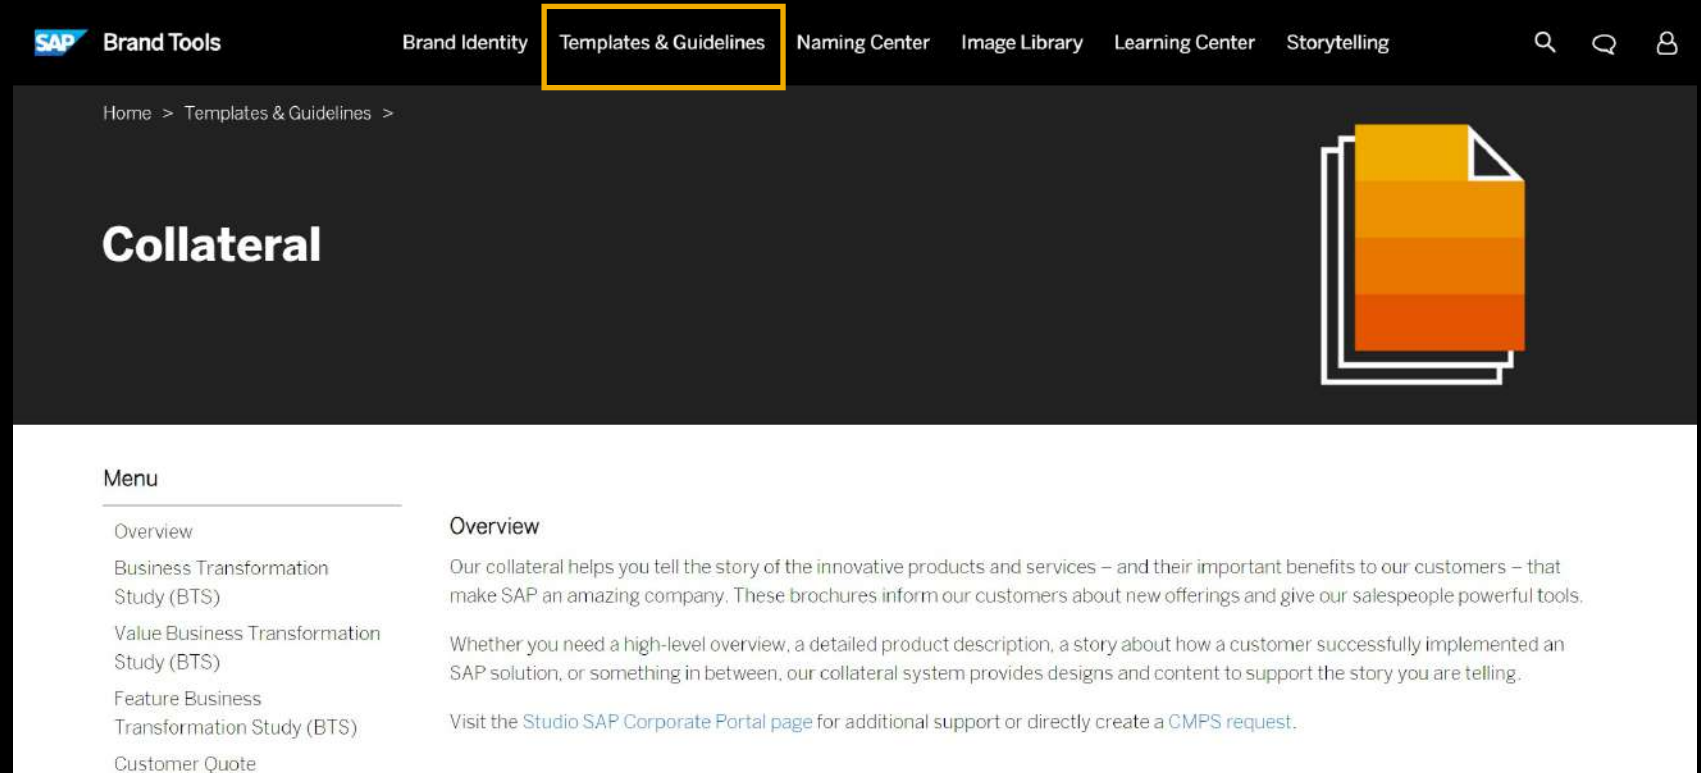 SAP Brand Tools Brand Identity Templates & Guidelines Naming Center Image Library Learning Center Storytelling
Home > Templates & Guidelines >
Collateral
Menu
Overview
Business Transformation
Study (BTS)
Value Business Transformation
Study (BTS)
Feature Business
Transformation Study (BTS)
Customer Quote
Overview
Our collateral helps you tell the story of the innovative products and services – and their important benefits to our customers – that
make SAP an amazing company. These brochures inform our customers about new offerings and give our salespeople powerful tools.
Whether you need a high-level overview, a detailed product description, a story about how a customer successfully implemented an
SAP solution, or something in between, our collateral system provides designs and content to support the story you are telling.
Visit the Studio SAP Corporate Portal page for additional support or directly create a CMPS request.